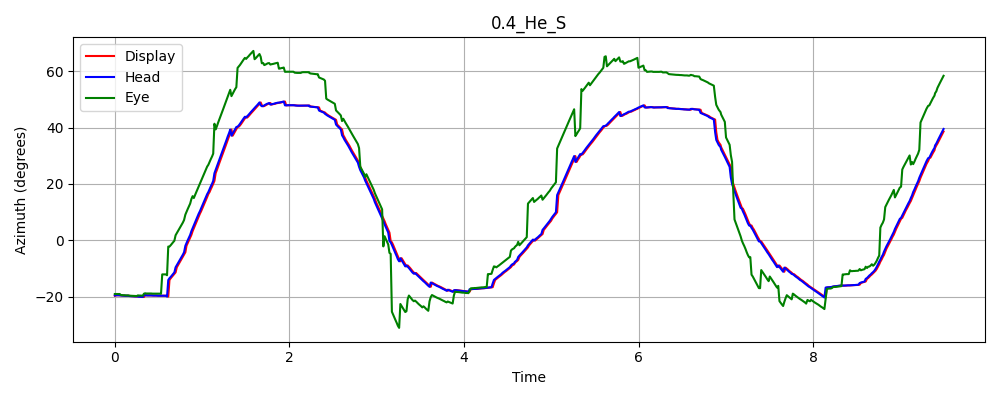 0.4_He_S
Display
Head
Eye
Azimuth (degrees)
60
40
20
0
−20
0 2 4 6 8
Time